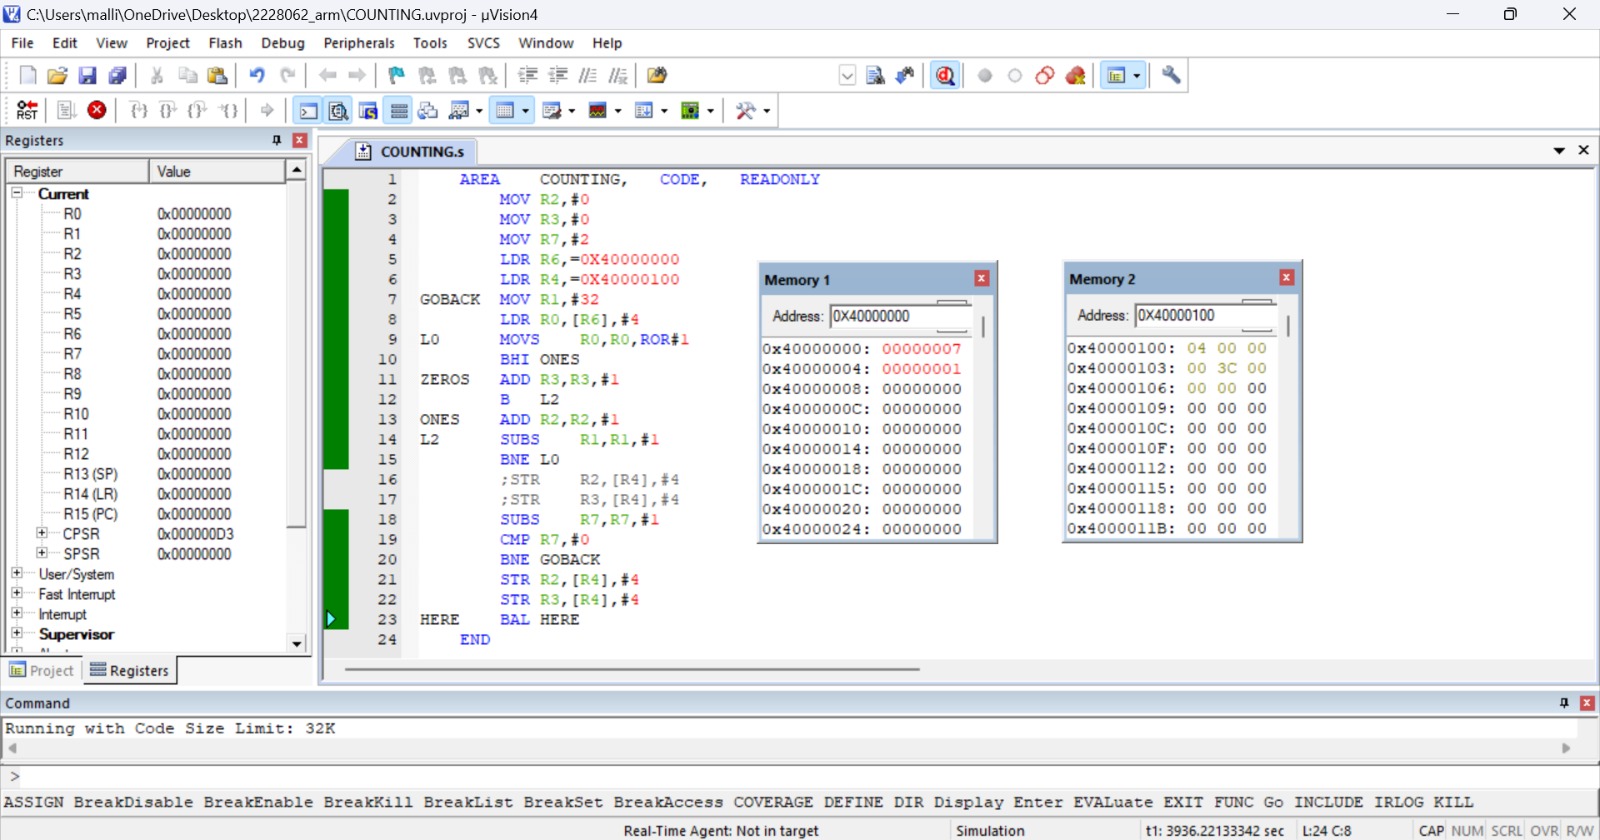 C:\Users\malli\OneDrive\Desktop\2228062_arm\COUNTING.uvproj - µVision4
File Edit View Project Flash Debug Peripherals Tools SVCS Window Help
RST
Registers
Register Value
Current
R0 0x00000000
R1 0x00000000
R2 0x00000000
R3 0x00000000
R4 0x00000000
R5 0x00000000
R6 0x00000000
R7 0x00000000
R8 0x00000000
R9 0x00000000
R10 0x00000000
R11 0x00000000
R12 0x00000000
R13 (SP) 0x00000000
R14 (LR) 0x00000000
R15 (PC) 0x00000000
CPSR 0x000000D3
SPSR 0x00000000
User/System
Fast Interrupt
Interrupt
Supervisor
Project Registers
COUNTING.s
1 AREA COUNTING, CODE, READONLY
2 MOV R2,#0
3 MOV R3,#0
4 MOV R7,#2
5 LDR R6,=0X40000000
6 LDR R4,=0X40000100
7 GOBACK MOV R1,#32
8 LDR R0,[R6],#4
9 L0 MOVS R0,R0,ROR#1
10 BHI ONES
11 ZEROS ADD R3,R3,#1
12 B L2
13 ONES ADD R2,R2,#1
14 L2 SUBS R1,R1,#1
15 BNE L0
16 ;STR R2,[R4],#4
17 ;STR R3,[R4],#4
18 SUBS R7,R7,#1
19 CMP R7,#0
20 BNE GOBACK
21 STR R2,[R4],#4
22 STR R3,[R4],#4
23 HERE BAL HERE
24 END
Memory 1
Address: 0X40000000
0x40000000: 00000007
0x40000004: 00000001
0x40000008: 00000000
0x4000000C: 00000000
0x40000010: 00000000
0x40000014: 00000000
0x40000018: 00000000
0x4000001C: 00000000
0x40000020: 00000000
0x40000024: 00000000
Memory 2
Address: 0X40000100
0x40000100: 04 00 00
0x40000103: 00 3C 00
0x40000106: 00 00 00
0x40000109: 00 00 00
0x4000010C: 00 00 00
0x4000010F: 00 00 00
0x40000112: 00 00 00
0x40000115: 00 00 00
0x40000118: 00 00 00
0x4000011B: 00 00 00
Command
Running with Code Size Limit: 32K
>
ASSIGN BreakDisable BreakEnable BreakKill BreakList BreakSet BreakAccess COVERAGE DEFINE DIR Display Enter EVALuate EXIT FUNC Go INCLUDE IRLOG KILL
Real-Time Agent: Not in target Simulation t1: 3936.22133342 sec L:24 C:8 CAP NUM SCRL OVR R/W